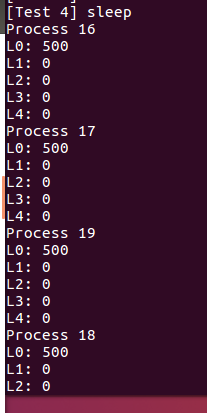 [Test 4] sleep
Process 16
L0: 500
L1: 0
L2: 0
L3: 0
L4: 0
Process 17
L0: 500
L1: 0
L2: 0
L3: 0
L4: 0
Process 19
L0: 500
L1: 0
L2: 0
L3: 0
L4: 0
Process 18
L0: 500
L1: 0
L2: 0